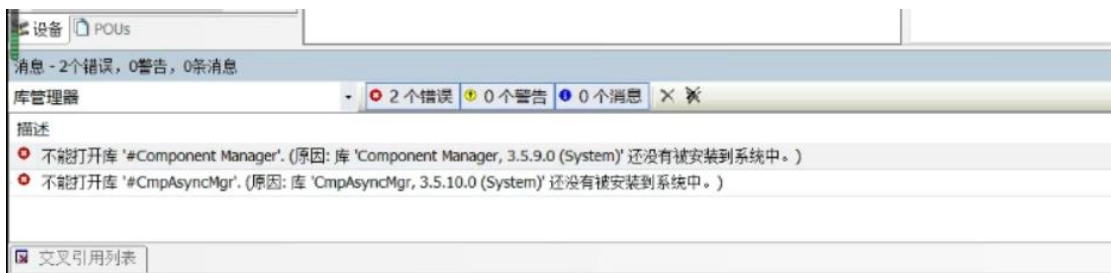 设备 POUs
消息 - 2个错误，0警告，0条消息
库管理器 2 个错误 0 个警告 0 个消息
描述
不能打开库 '#Component Manager'. (原因: 库 'Component Manager, 3.5.9.0 (System)' 还没有被安装到系统中。)
不能打开库 '#CmpAsyncMgr'. (原因: 库 'CmpAsyncMgr, 3.5.10.0 (System)' 还没有被安装到系统中。)
交叉引用列表